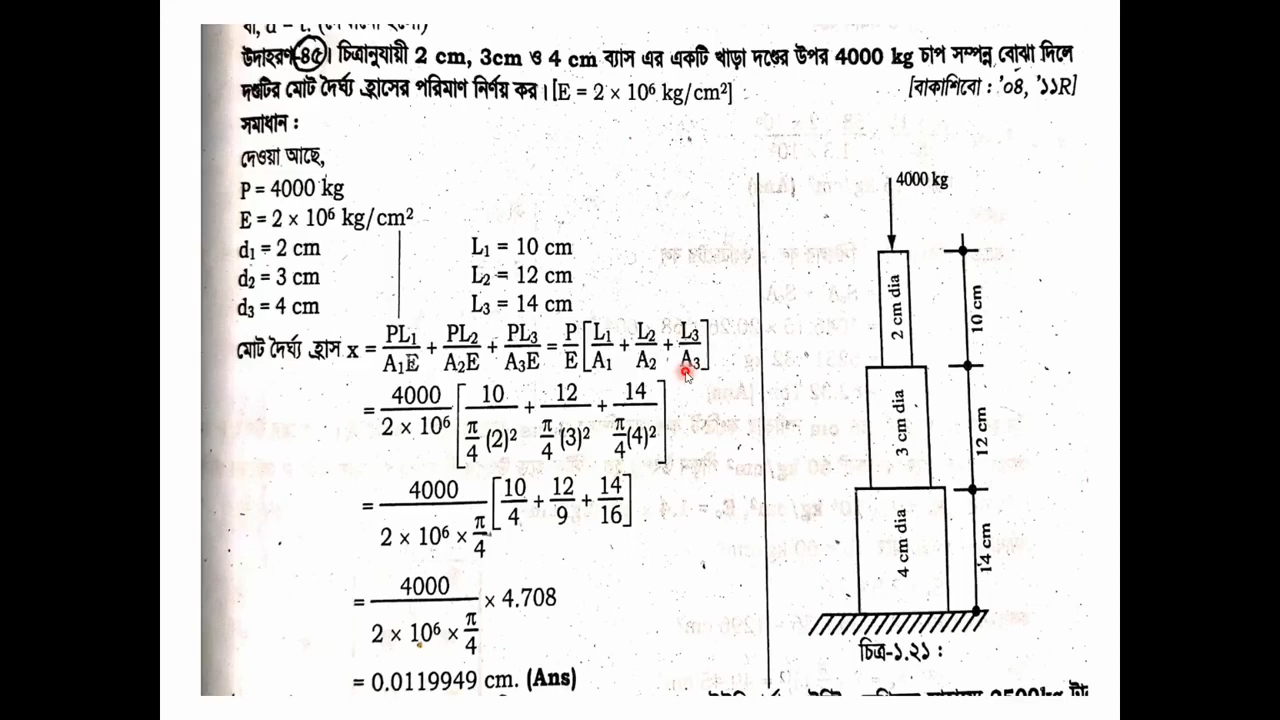 উদাহরণ-৪৫। চিত্রানুযায়ী 2 cm, 3cm ও 4 cm ব্যাস এর একটি খাড়া দণ্ডের উপর 4000 kg চাপ সম্পন্ন বোঝা দিলে
দণ্ডটির মোট দৈর্ঘ্য হ্রাসের পরিমাণ নির্ণয় কর। [E = 2 × 10⁶ kg/cm²] [বাকাশিবো : '০৪, '১১R]
সমাধান :
দেওয়া আছে,
P = 4000 kg
E = 2 × 10⁶ kg/cm²
d₁ = 2 cm L₁ = 10 cm
d₂ = 3 cm L₂ = 12 cm
d₃ = 4 cm L₃ = 14 cm
মোট দৈর্ঘ্য হ্রাস x = PL₁/A₁E + PL₂/A₂E + PL₃/A₃E = P/E [L₁/A₁ + L₂/A₂ + L₃/A₃]
= 4000/(2 × 10⁶) [10/(π/4 (2)²) + 12/(π/4 (3)²) + 14/(π/4 (4)²)]
= 4000/(2 × 10⁶ × π/4) [10/4 + 12/9 + 14/16]
= 4000/(2 × 10⁶ × π/4) × 4.708
= 0.0119949 cm. (Ans)
4000 kg
2 cm dia
10 cm
3 cm dia
12 cm
4 cm dia
14 cm
চিত্র-১.২১ :